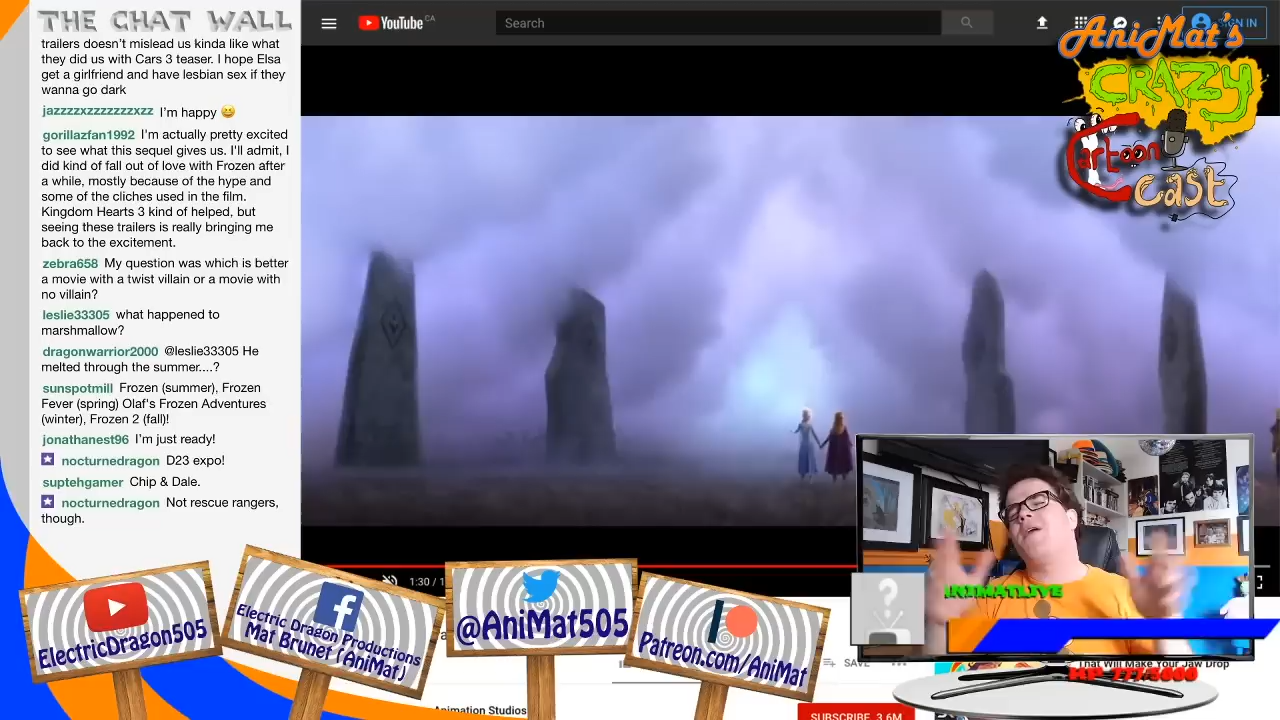 THE CHAT WALL
trailers doesn't mislead us kinda like what
they did us with Cars 3 teaser. I hope Elsa
get a girlfriend and have lesbian sex if they
wanna go dark
jazzzzxzzzzzzxzz I'm happy 😄
gorillazfan1992 I'm actually pretty excited
to see what this sequel gives us. I'll admit, I
did kind of fall out of love with Frozen after
a while, mostly because of the hype and
some of the cliches used in the film.
Kingdom Hearts 3 kind of helped, but
seeing these trailers is really bringing me
back to the excitement.
zebra658 My question was which is better
a movie with a twist villain or a movie with
no villain?
leslie33305 what happened to
marshmallow?
dragonwarrior2000 @leslie33305 He
melted through the summer....?
sunspotmill Frozen (summer), Frozen
Fever (spring) Olaf's Frozen Adventures
(winter), Frozen 2 (fall)!
jonathanest96 I'm just ready!
nocturnedragon D23 expo!
suptehgamer Chip & Dale.
nocturnedragon Not rescue rangers,
though.
YouTube CA
Search
SIGN IN
AniMat's
CRAZY
Cartoon
Cast
1:30 / 1
ElectricDragon505
Electric Dragon Productions
Mat Brunet (AniMat)
@AniMat505
Patreon.com/AniMat
ANIMATLIVE
SAVE
That Will Make Your Jaw Drop
HP 777/5000
Animation Studios
SUBSCRIBE 3.6M